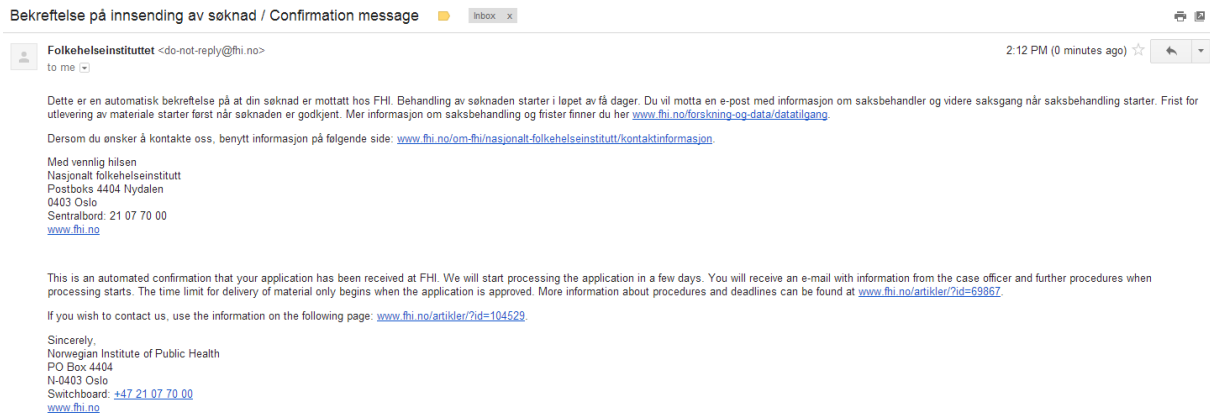 Bekreftelse på innsending av søknad / Confirmation message
Inbox x
Folkehelseinstituttet <do-not-reply@fhi.no>
2:12 PM (0 minutes ago)
to me
Dette er en automatisk bekreftelse på at din søknad er mottatt hos FHI. Behandling av søknaden starter i løpet av få dager. Du vil motta en e-post med informasjon om saksbehandler og videre saksgang når saksbehandling starter. Frist for
utlevering av materiale starter først når søknaden er godkjent. Mer informasjon om saksbehandling og frister finner du her www.fhi.no/forskning-og-data/datatilgang.
Dersom du ønsker å kontakte oss, benytt informasjon på følgende side: www.fhi.no/om-fhi/nasjonalt-folkehelseinstitutt/kontaktinformasjon.
Med vennlig hilsen
Nasjonalt folkehelseinstitutt
Postboks 4404 Nydalen
0403 Oslo
Sentralbord: 21 07 70 00
www.fhi.no
This is an automated confirmation that your application has been received at FHI. We will start processing the application in a few days. You will receive an e-mail with information from the case officer and further procedures when
processing starts. The time limit for delivery of material only begins when the application is approved. More information about procedures and deadlines can be found at www.fhi.no/artikler/?id=69867.
If you wish to contact us, use the information on the following page: www.fhi.no/artikler/?id=104529.
Sincerely,
Norwegian Institute of Public Health
PO Box 4404
N-0403 Oslo
Switchboard: +47 21 07 70 00
www.fhi.no